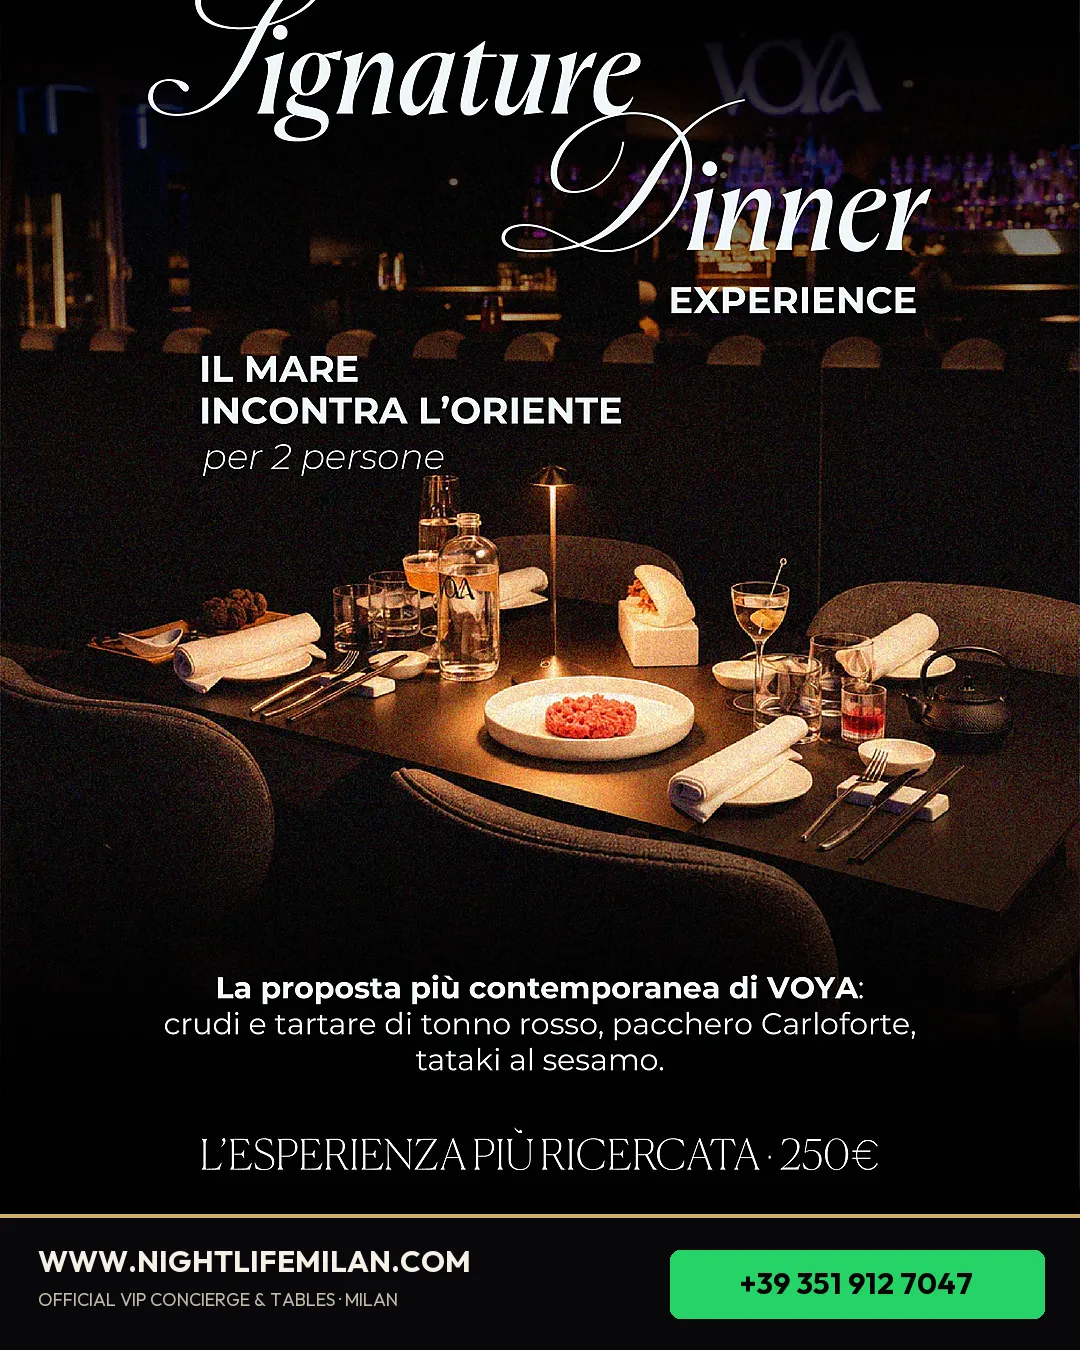 Signature
VOYA
Dinner
EXPERIENCE
IL MARE
INCONTRA L’ORIENTE
per 2 persone
VOYA
La proposta più contemporanea di VOYA:
crudi e tartare di tonno rosso, pacchero Carloforte,
tataki al sesamo.
L’ESPERIENZA PIÙ RICERCATA · 250€
WWW.NIGHTLIFEMILAN.COM
OFFICIAL VIP CONCIERGE & TABLES · MILAN
+39 351 912 7047